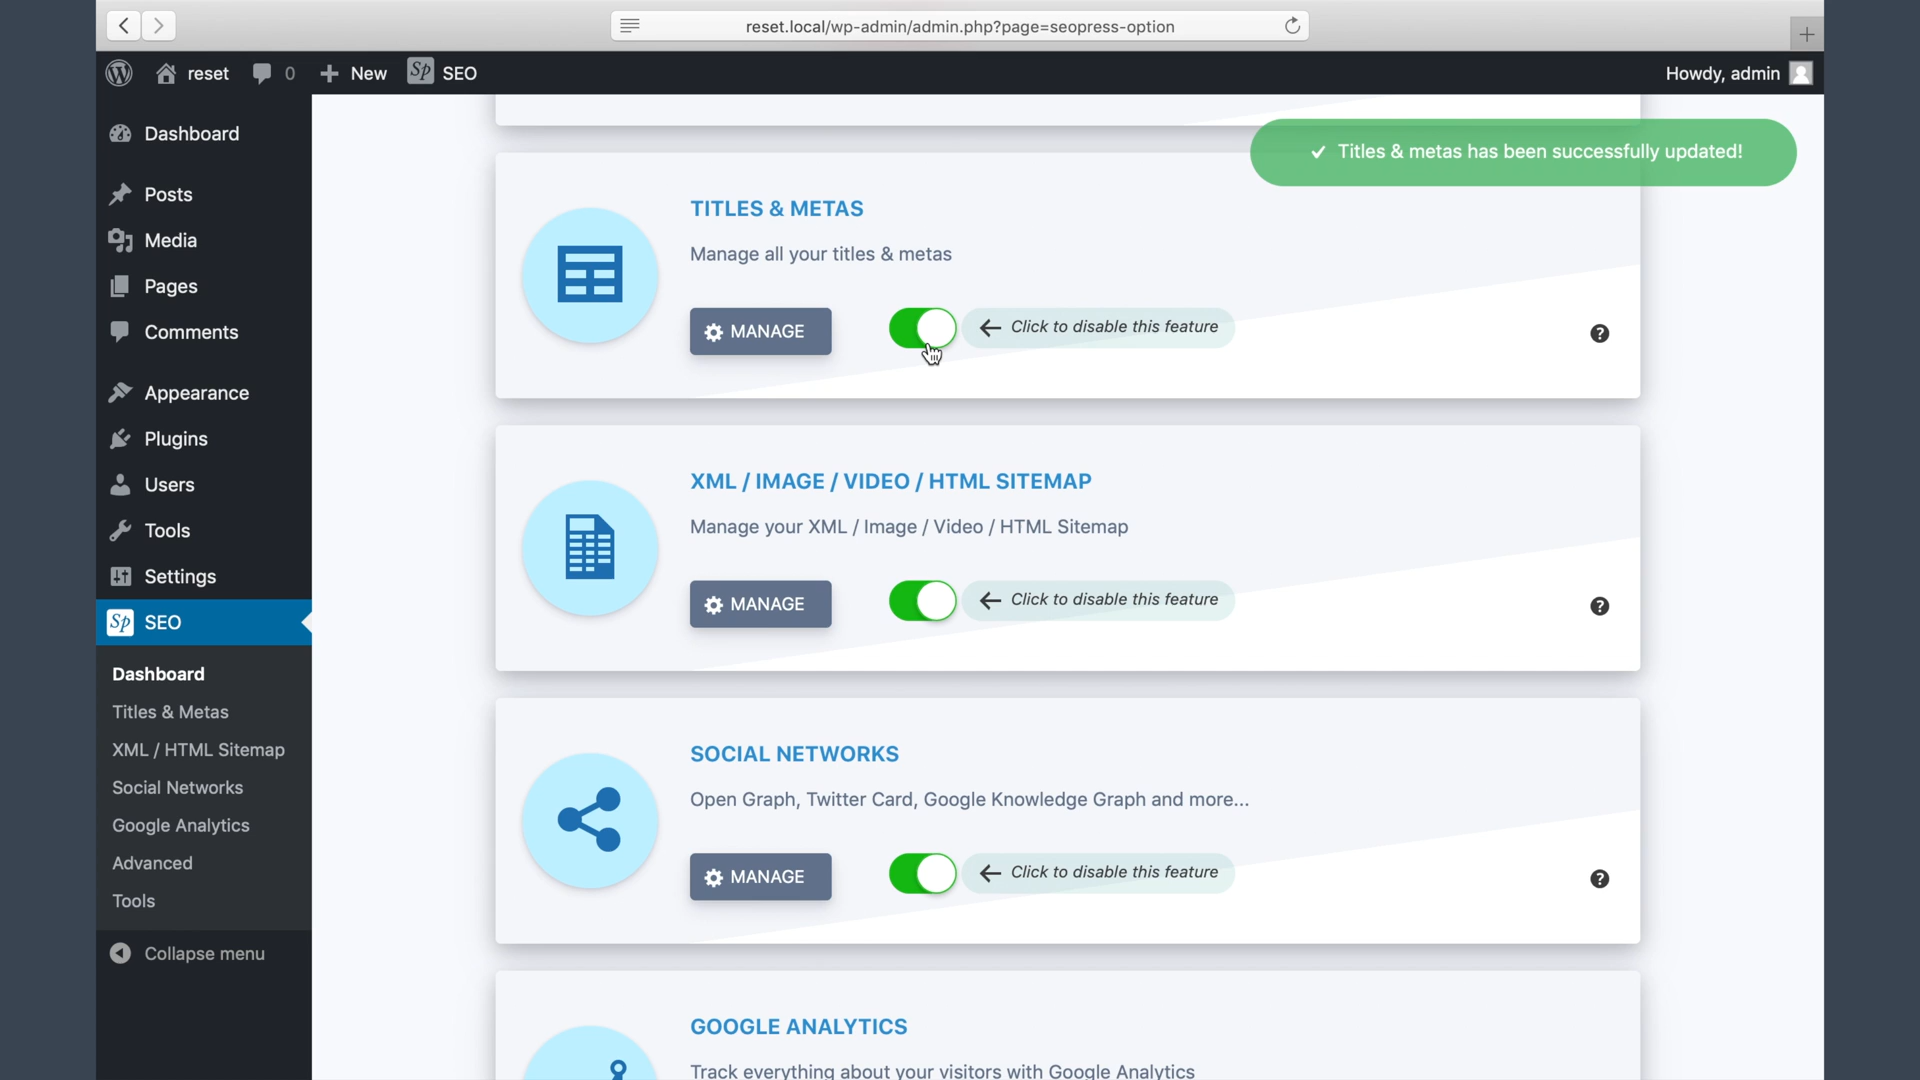 reset.local/wp-admin/admin.php?page=seopress-option
reset
0
New
Sp SEO
Howdy, admin
Dashboard
Posts
Media
Pages
Comments
Appearance
Plugins
Users
Tools
Settings
Sp SEO
Dashboard
Titles & Metas
XML / HTML Sitemap
Social Networks
Google Analytics
Advanced
Tools
Collapse menu
✓ Titles & metas has been successfully updated!
TITLES & METAS
Manage all your titles & metas
MANAGE
← Click to disable this feature
?
XML / IMAGE / VIDEO / HTML SITEMAP
Manage your XML / Image / Video / HTML Sitemap
MANAGE
← Click to disable this feature
?
SOCIAL NETWORKS
Open Graph, Twitter Card, Google Knowledge Graph and more...
MANAGE
← Click to disable this feature
?
GOOGLE ANALYTICS
Track everything about your visitors with Google Analytics